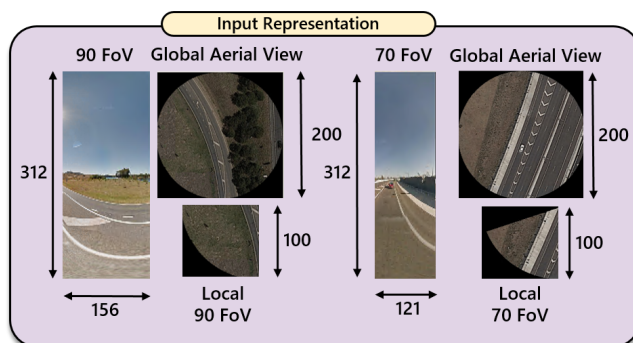 Input Representation
90 FoV
Global Aerial View
70 FoV
Global Aerial View
312
200
312
200
100
100
156
Local
90 FoV
121
Local
70 FoV